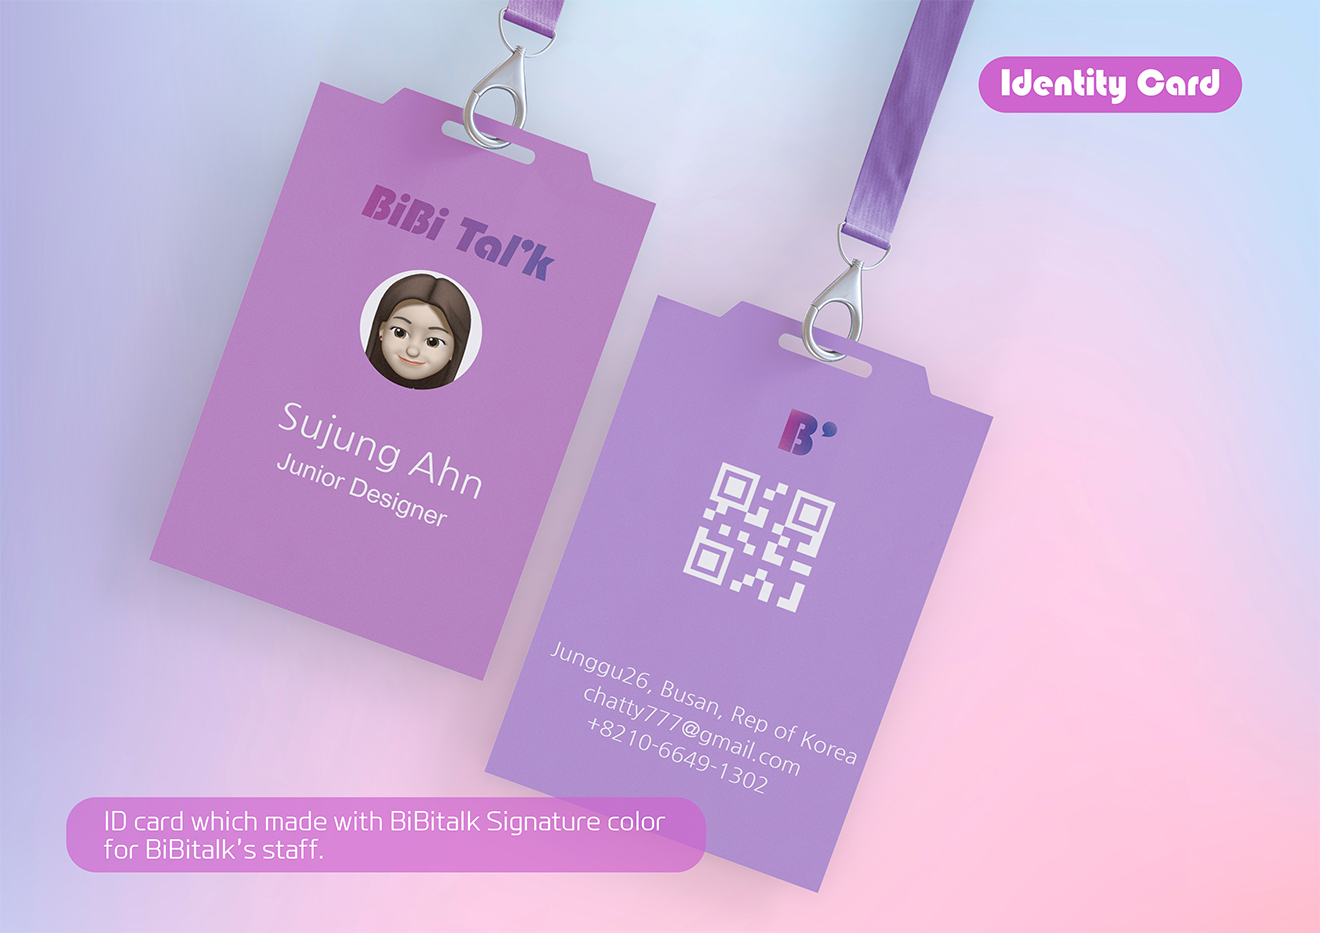 Identity Card
BiBi Tal'k
Sujung Ahn
Junior Designer
B'
Junggu26, Busan, Rep of Korea
chatty777@gmail.com
+8210-6649-1302
ID card which made with BiBitalk Signature color
for BiBitalk's staff.